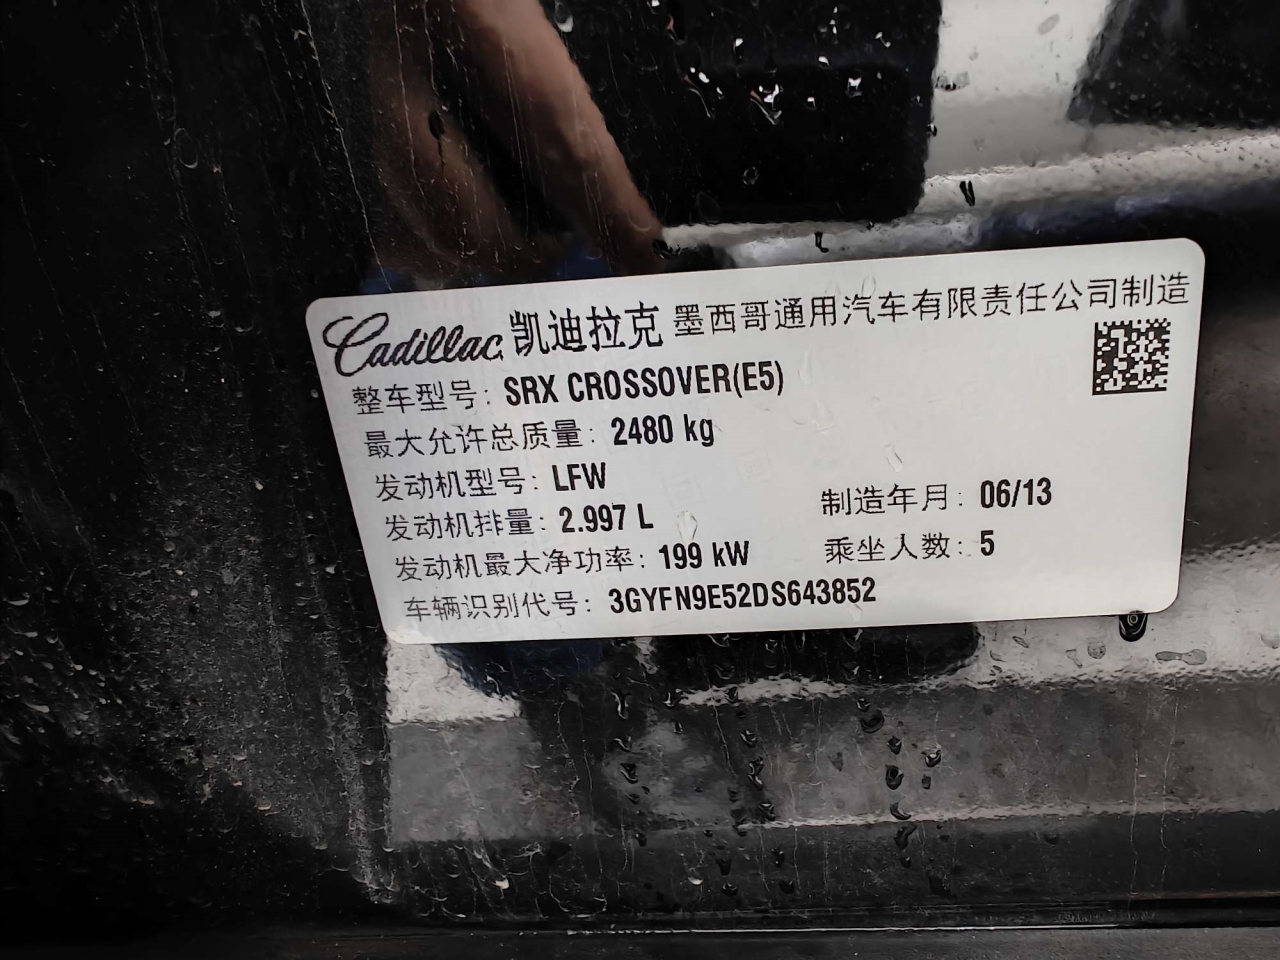 Cadillac 凯迪拉克 墨西哥通用汽车有限责任公司制造
整车型号: SRX CROSSOVER(E5)
最大允许总质量: 2480 kg
发动机型号: LFW
发动机排量: 2.997 L 制造年月: 06/13
发动机最大净功率: 199 kW 乘坐人数: 5
车辆识别代号: 3GYFN9E52DS643852